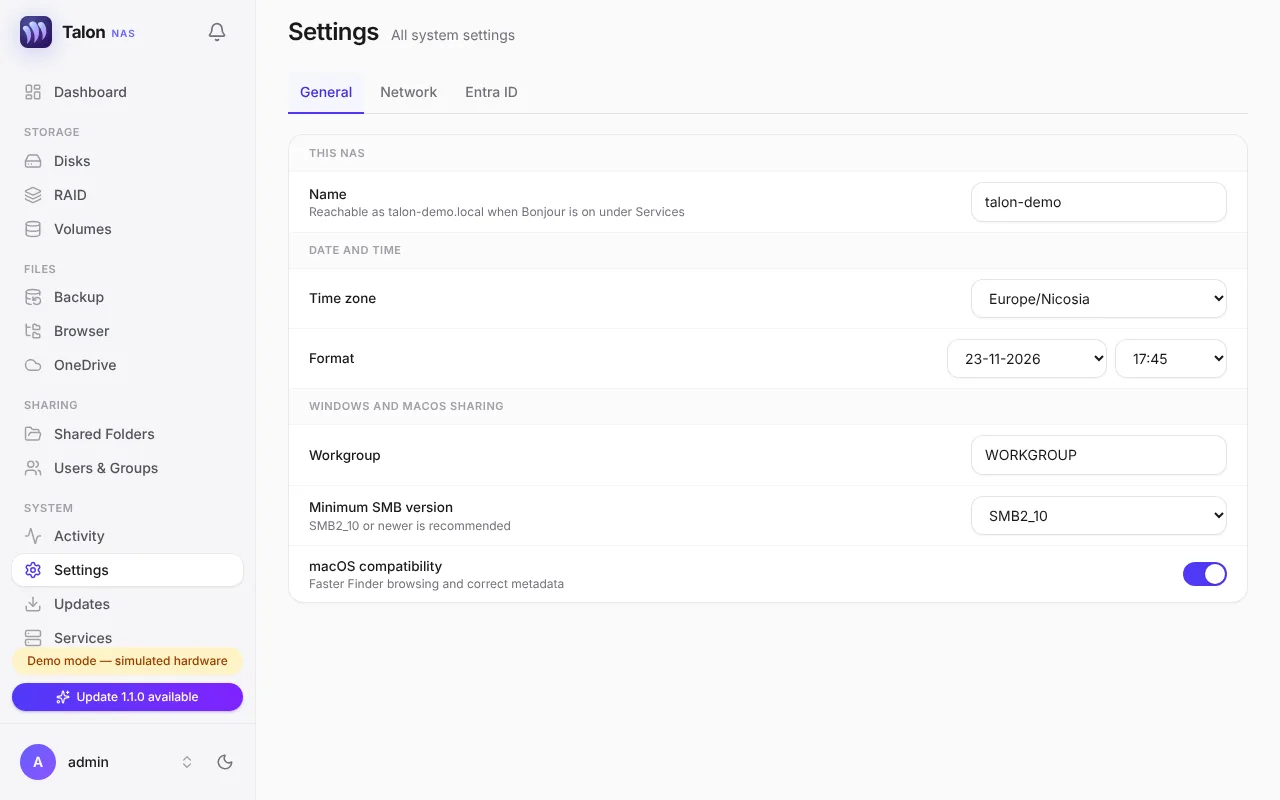 Talon NAS
Dashboard
STORAGE
Disks
RAID
Volumes
FILES
Backup
Browser
OneDrive
SHARING
Shared Folders
Users & Groups
SYSTEM
Activity
Settings
Updates
Services
Demo mode — simulated hardware
Update 1.1.0 available
A
admin
Settings All system settings
General Network Entra ID
THIS NAS
Name
Reachable as talon-demo.local when Bonjour is on under Services
talon-demo
DATE AND TIME
Time zone
Europe/Nicosia
Format
23-11-2026 17:45
WINDOWS AND MACOS SHARING
Workgroup
WORKGROUP
Minimum SMB version
SMB2_10 or newer is recommended
SMB2_10
macOS compatibility
Faster Finder browsing and correct metadata